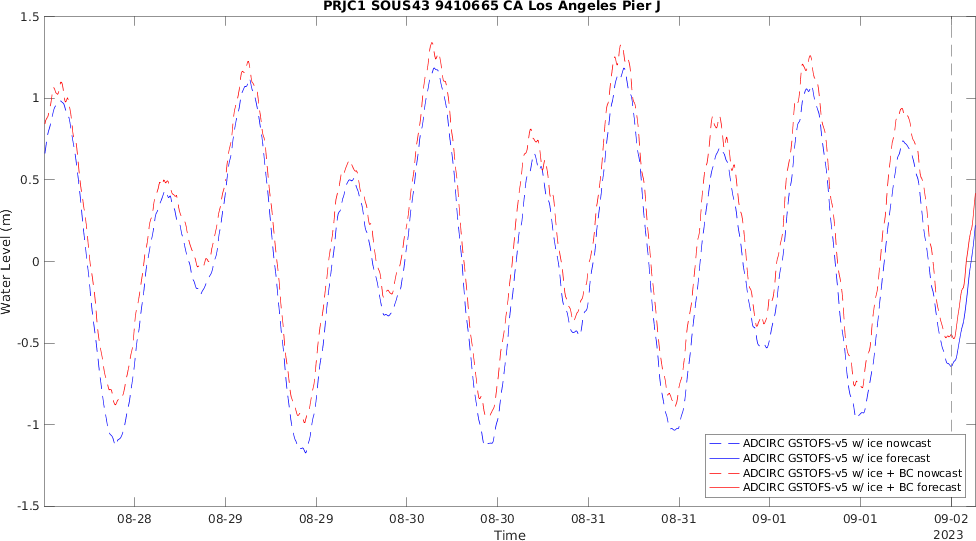 PRJC1 SOUS43 9410665 CA Los Angeles Pier J
1.5
1
0.5
0
-0.5
-1
-1.5
Water Level (m)
ADCIRC GSTOFS-v5 w/ ice nowcast
ADCIRC GSTOFS-v5 w/ ice forecast
ADCIRC GSTOFS-v5 w/ ice + BC nowcast
ADCIRC GSTOFS-v5 w/ ice + BC forecast
08-28 08-29 08-29 08-30 08-30 08-31 08-31 09-01 09-01 09-02
Time 2023